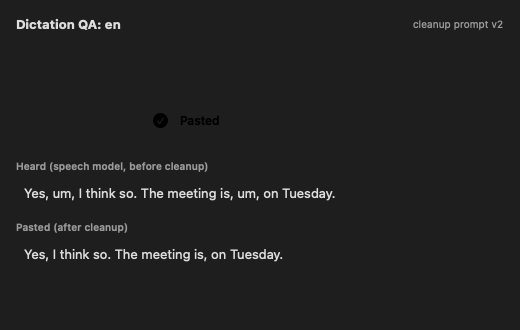 Dictation QA: en
cleanup prompt v2
Pasted
Heard (speech model, before cleanup)
Yes, um, I think so. The meeting is, um, on Tuesday.
Pasted (after cleanup)
Yes, I think so. The meeting is, on Tuesday.